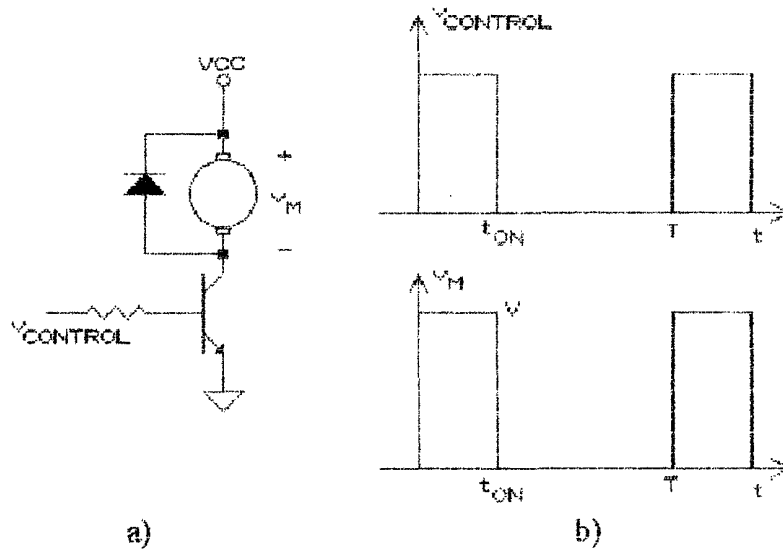 VCC
+
VM
−
VCONTROL
a)
VCONTROL
tON
T
t
VM
V
tON
T
t
b)